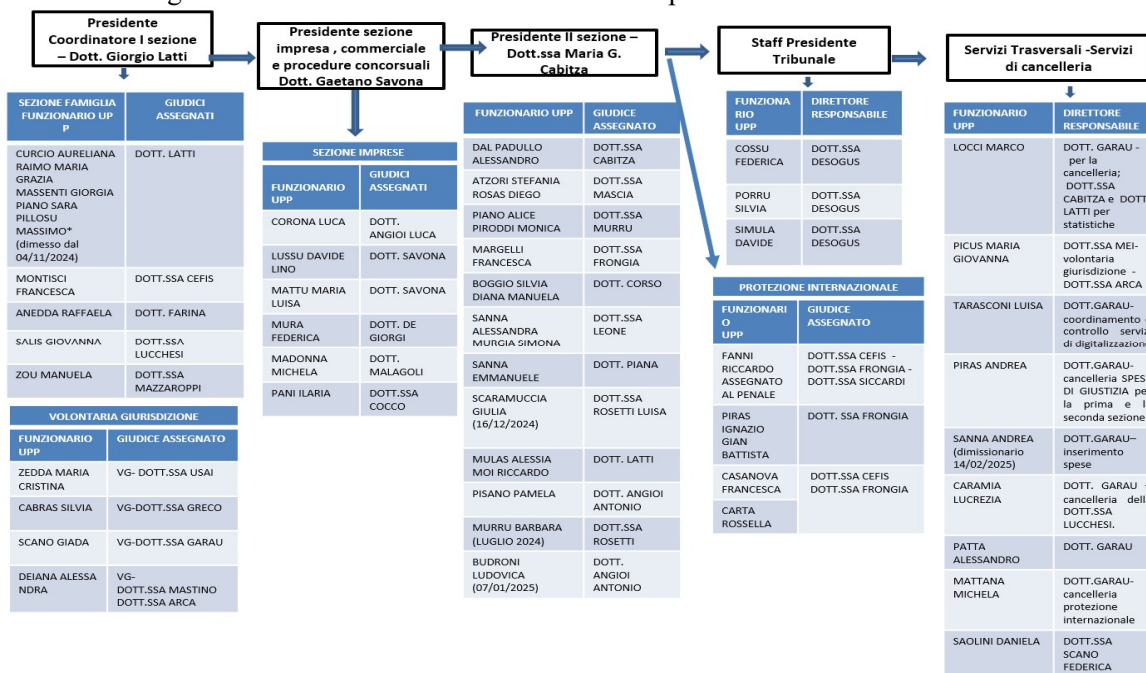 Presidente
Coordinatore I sezione
– Dott. Giorgio Latti
Presidente sezione
impresa , commerciale
e procedure concorsuali
Dott. Gaetano Savona
Presidente II sezione –
Dott.ssa Maria G.
Cabitza
Staff Presidente
Tribunale
Servizi Trasversali -Servizi
di cancelleria
SEZIONE FAMIGLIA
FUNZIONARIO UP
P
GIUDICI
ASSEGNATI
CURCIO AURELIANA
RAIMO MARIA
GRAZIA
MASSENTI GIORGIA
PIANO SARA
PILLOSU
MASSIMO*
(dimesso dal
04/11/2024)
DOTT. LATTI
MONTISCI
FRANCESCA
DOTT.SSA CEFIS
ANEDDA RAFFAELA
DOTT. FARINA
SALIS GIOVANNA
DOTT.SSA
LUCCHESI
ZOU MANUELA
DOTT.SSA
MAZZAROPPI
VOLONTARIA GIURISDIZIONE
FUNZIONARIO
UPP
GIUDICE ASSEGNATO
ZEDDA MARIA
CRISTINA
VG- DOTT.SSA USAI
CABRAS SILVIA
VG-DOTT.SSA GRECO
SCANO GIADA
VG-DOTT.SSA GARAU
DEIANA ALESSA
NDRA
VG-
DOTT.SSA MASTINO
DOTT.SSA ARCA
SEZIONE IMPRESE
FUNZIONARIO
UPP
GIUDICI
ASSEGNATI
CORONA LUCA
DOTT.
ANGIOI LUCA
LUSSU DAVIDE
LINO
DOTT. SAVONA
MATTU MARIA
LUISA
DOTT. SAVONA
MURA
FEDERICA
DOTT. DE
GIORGI
MADONNA
MICHELA
DOTT.
MALAGOLI
PANI ILARIA
DOTT.SSA
COCCO
FUNZIONARIO UPP
GIUDICE
ASSEGNATO
DAL PADULLO
ALESSANDRO
DOTT.SSA
CABITZA
ATZORI STEFANIA
ROSAS DIEGO
DOTT.SSA
MASCIA
PIANO ALICE
PIRODDI MONICA
DOTT.SSA
MURRU
MARGELLI
FRANCESCA
DOTT.SSA
FRONGIA
BOGGIO SILVIA
DIANA MANUELA
DOTT. CORSO
SANNA
ALESSANDRA
MURGIA SIMONA
DOTT.SSA
LEONE
SANNA
EMMANUELE
DOTT. PIANA
SCARAMUCCIA
GIULIA
(16/12/2024)
DOTT.SSA
ROSETTI LUISA
MULAS ALESSIA
MOI RICCARDO
DOTT. LATTI
PISANO PAMELA
DOTT. ANGIOI
ANTONIO
MURRU BARBARA
(LUGLIO 2024)
DOTT.SSA
ROSETTI
BUDRONI
LUDOVICA
(07/01/2025)
DOTT.
ANGIOI
ANTONIO
FUNZIONA
RIO
UPP
DIRETTORE
RESPONSABILE
COSSU
FEDERICA
DOTT.SSA
DESOGUS
PORRU
SILVIA
DOTT.SSA
DESOGUS
SIMULA
DAVIDE
DOTT.SSA
DESOGUS
PROTEZIONE INTERNAZIONALE
FUNZIONARI
O
UPP
GIUDICE
ASSEGNATO
FANNI
RICCARDO
ASSEGNATO
AL PENALE
DOTT.SSA CEFIS -
DOTT.SSA FRONGIA -
DOTT.SSA SICCARDI
PIRAS
IGNAZIO
GIAN
BATTISTA
DOTT. SSA FRONGIA
CASANOVA
FRANCESCA
DOTT.SSA CEFIS
DOTT.SSA FRONGIA
CARTA
ROSSELLA
FUNZIONARIO
UPP
DIRETTORE
RESPONSABILE
LOCCI MARCO
DOTT. GARAU -
per la
cancelleria;
DOTT.SSA
CABITZA e DOTT
LATTI per
statistiche
PICUS MARIA
GIOVANNA
DOTT.SSA MEI-
volontaria
giurisdizione -
DOTT.SSA ARCA
TARASCONI LUISA
DOTT.GARAU-
coordinamento
controllo serviz
di digitalizzazion
PIRAS ANDREA
DOTT.GARAU-
cancelleria SPES
DI GIUSTIZIA pe
la prima e l
seconda sezione
SANNA ANDREA
(dimissionario
14/02/2025)
DOTT.GARAU–
inserimento
spese
CARAMIA
LUCREZIA
DOTT. GARAU -
cancelleria dell
DOTT.SSA
LUCCHESI.
PATTA
ALESSANDRO
DOTT. GARAU
MATTANA
MICHELA
DOTT.GARAU-
cancelleria
protezione
internazionale
SAOLINI DANIELA
DOTT.SSA
SCANO
FEDERICA